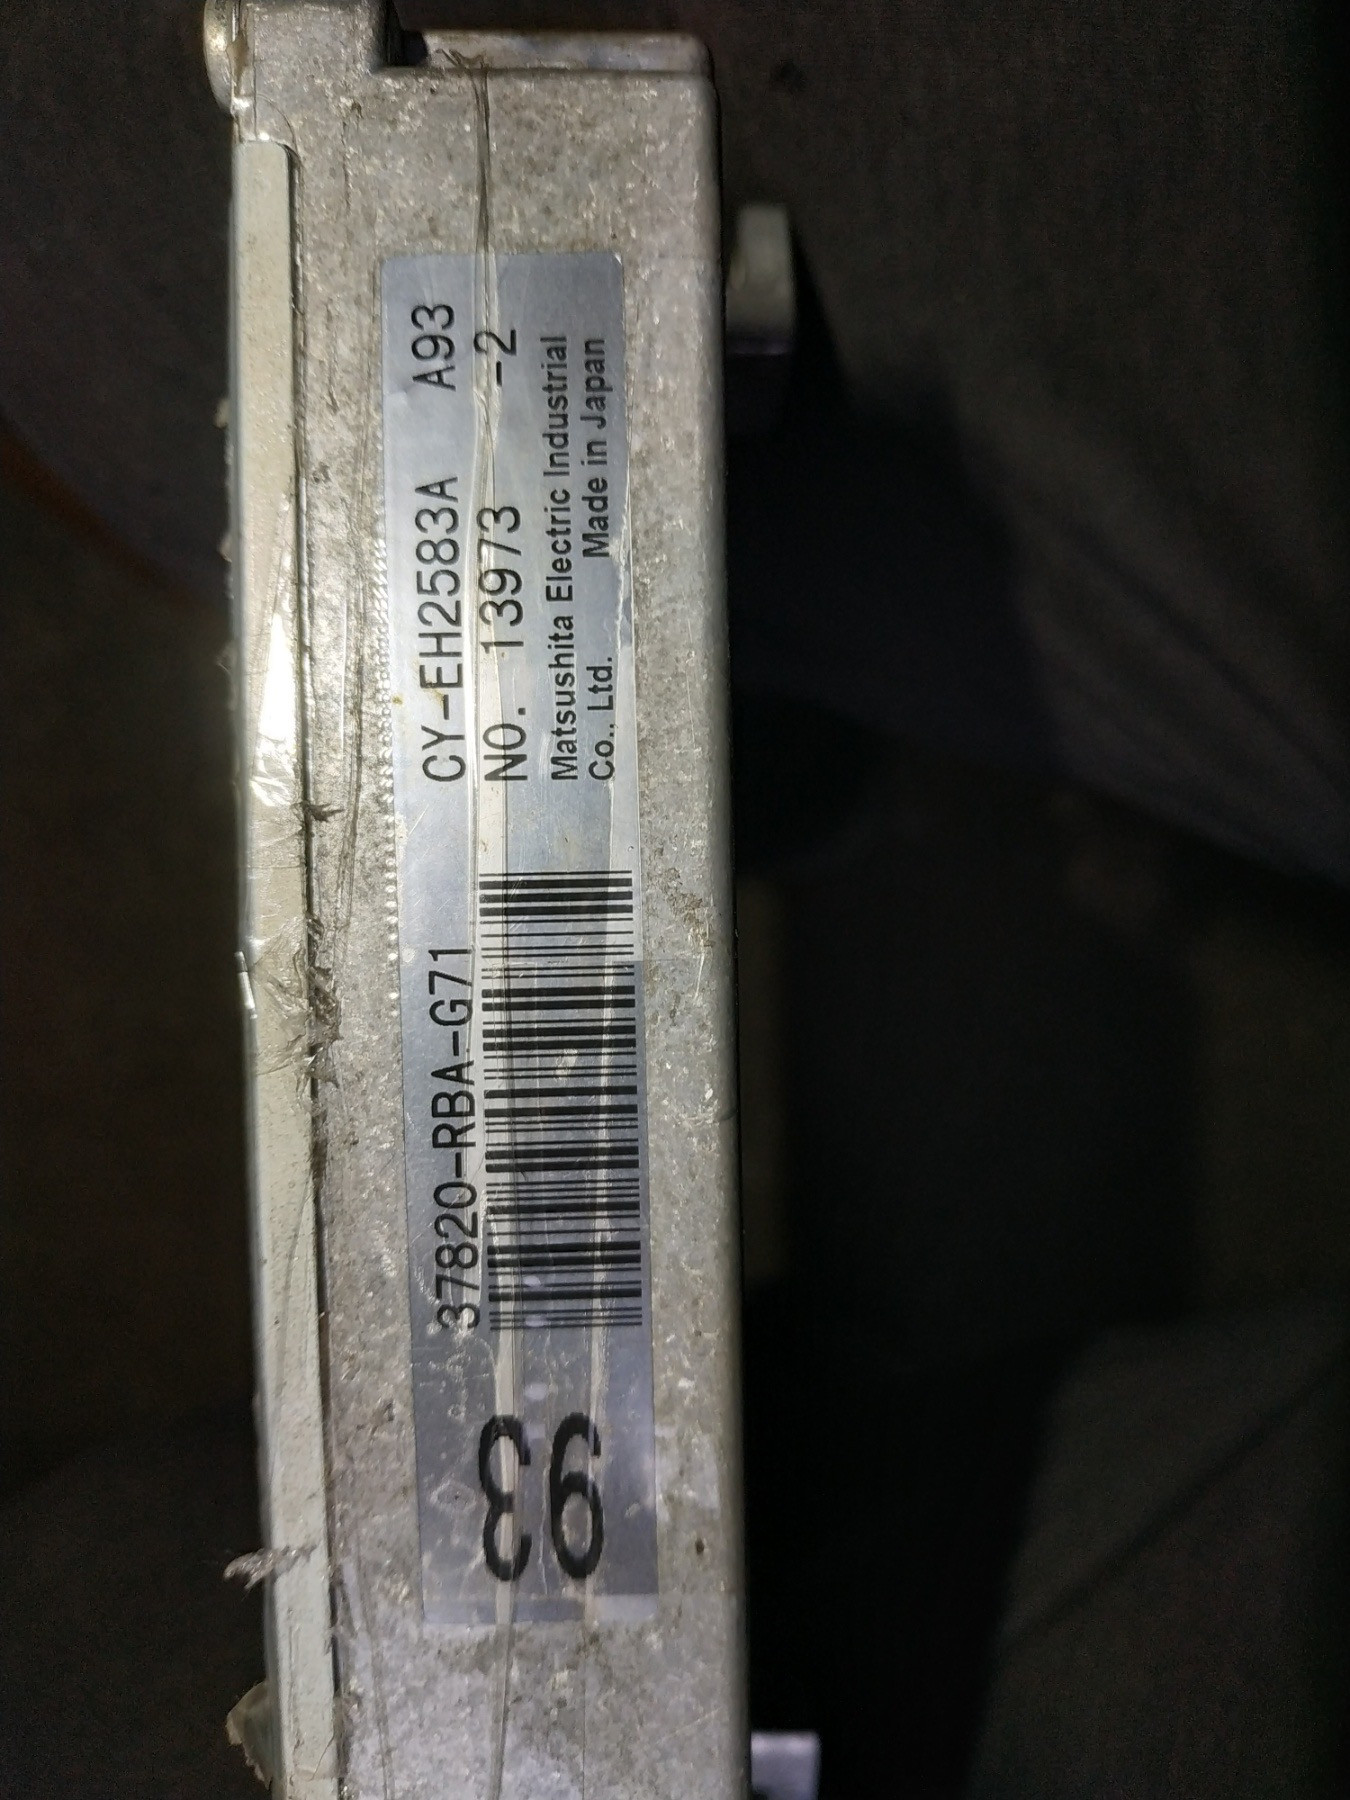 37820-RBA-G71
CY-EH2583A A93
NO. 13973 -2
Matsushita Electric Industrial
Co., Ltd. Made in Japan
93